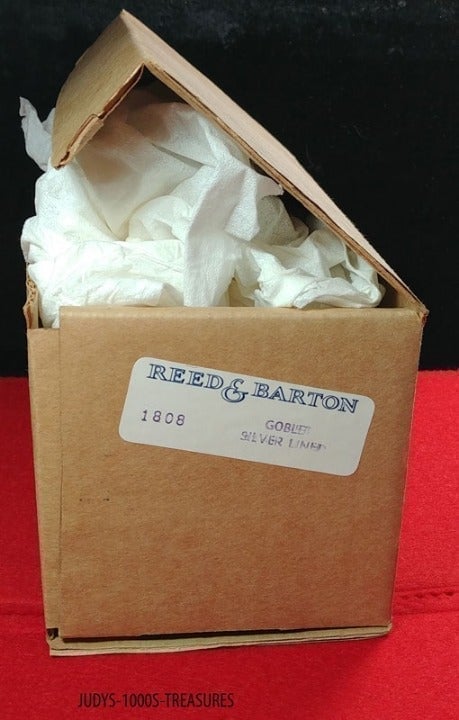 REED & BARTON
1808
GOBLET
SILVER LINED
JUDYS-1000S-TREASURES